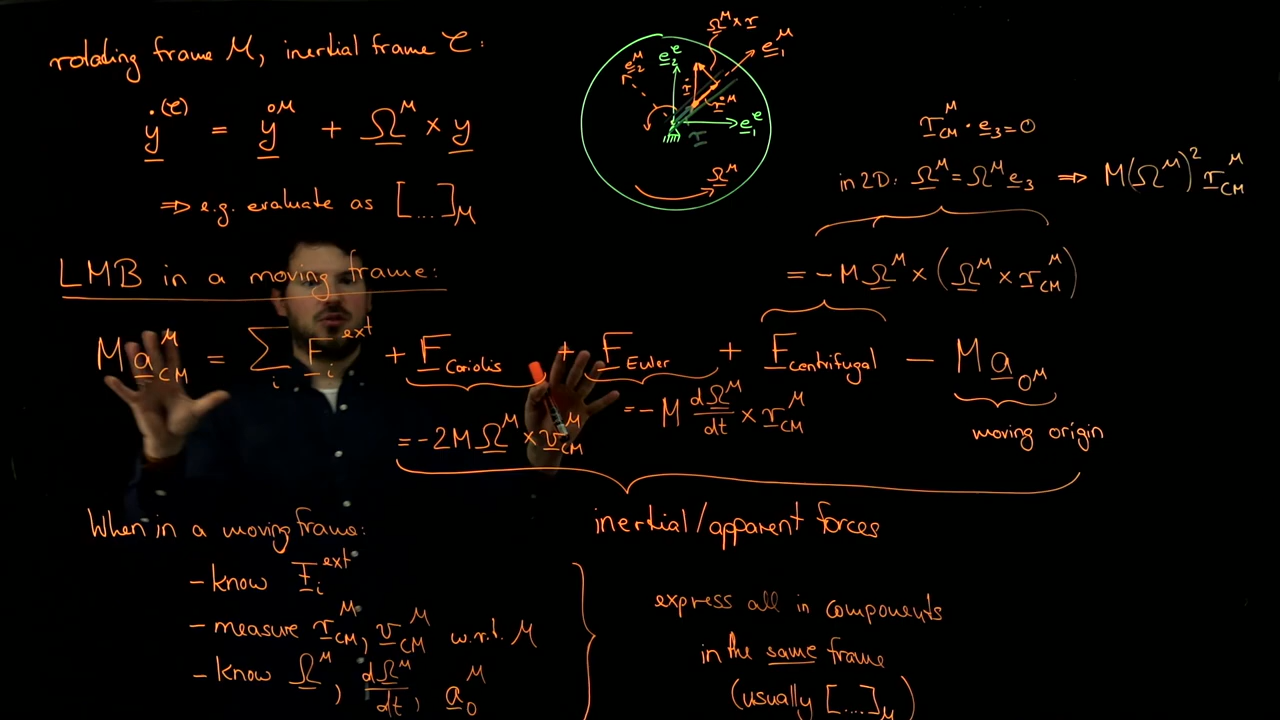 rotating frame M, inertial frame C:
ẏ^(C) = ẙ^M + Ω^M × y
⇒ e.g. evaluate as [...]_M
Ω^M × r
e_1^M
e_2^M
e_2^C
ṙ
r̊^M
e_1^C
r
Ω^M
r_CM^M · e_3 = 0
in 2D: Ω^M = Ω^M e_3 ⇒ M(Ω^M)^2 r_CM^M
LMB in a moving frame:
= -M Ω^M × (Ω^M × r_CM^M)
M a_CM^M = Σ_i F_i^ext + F_Coriolis + F_Euler + F_centrifugal - M a_0^M
= -2M Ω^M × v_CM^M
= -M dΩ^M/dt × r_CM^M
moving origin
When in a moving frame:
inertial/apparent forces
- know F_i^ext
- measure r_CM^M, v_CM^M w.r.t. M
- know Ω^M, dΩ^M/dt, a_0^M
express all in components
in the same frame
(usually [....]_M)